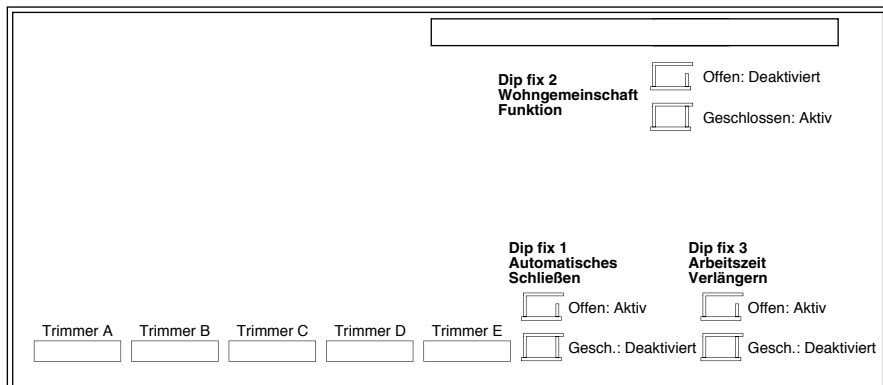 Dip fix 2
Wohngemeinschaft
Funktion
Offen: Deaktiviert
Geschlossen: Aktiv
Dip fix 1
Automatisches
Schließen
Offen: Aktiv
Gesch.: Deaktiviert
Dip fix 3
Arbeitszeit
Verlängern
Offen: Aktiv
Gesch.: Deaktiviert
Trimmer A
Trimmer B
Trimmer C
Trimmer D
Trimmer E